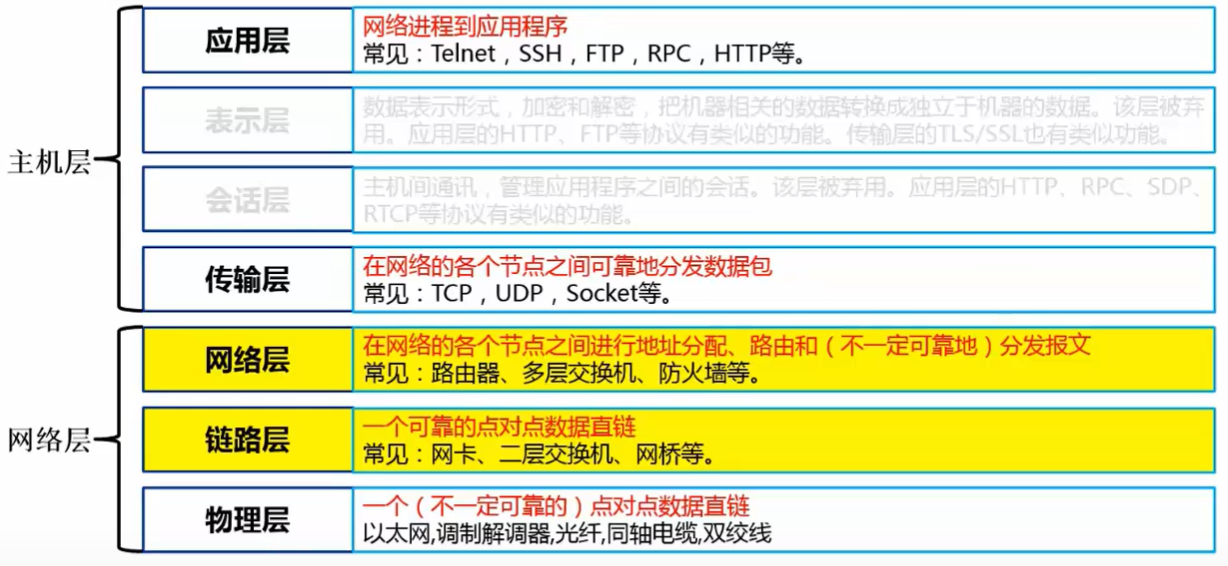 主机层
应用层
网络进程到应用程序
常见：Telnet，SSH，FTP，RPC，HTTP等。
表示层
数据表示形式，加密和解密，把机器相关的数据转换成独立于机器的数据。该层被弃
用。应用层的HTTP、FTP等协议有类似的功能。传输层的TLS/SSL也有类似功能。
会话层
主机间通讯，管理应用程序之间的会话。该层被弃用。应用层的HTTP、RPC、SDP、
RTCP等协议有类似的功能。
传输层
在网络的各个节点之间可靠地分发数据包
常见：TCP，UDP，Socket等。
网络层
网络层
在网络的各个节点之间进行地址分配、路由和（不一定可靠地）分发报文
常见：路由器、多层交换机、防火墙等。
链路层
一个可靠的点对点数据直链
常见：网卡、二层交换机、网桥等。
物理层
一个（不一定可靠的）点对点数据直链
以太网,调制解调器,光纤,同轴电缆,双绞线